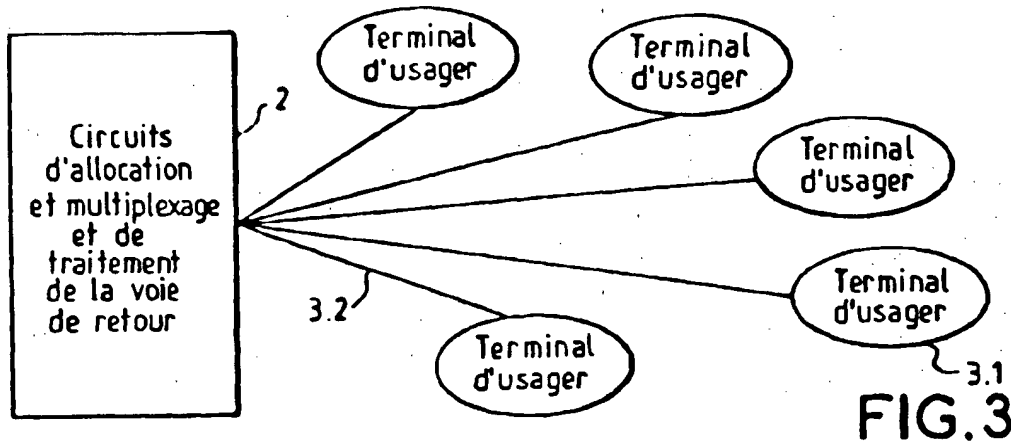 Circuits
d'allocation
et multiplexage
et de
traitement
de la voie
de retour
2
Terminal
d'usager
Terminal
d'usager
Terminal
d'usager
Terminal
d'usager
3.1
3.2
Terminal
d'usager
FIG.3